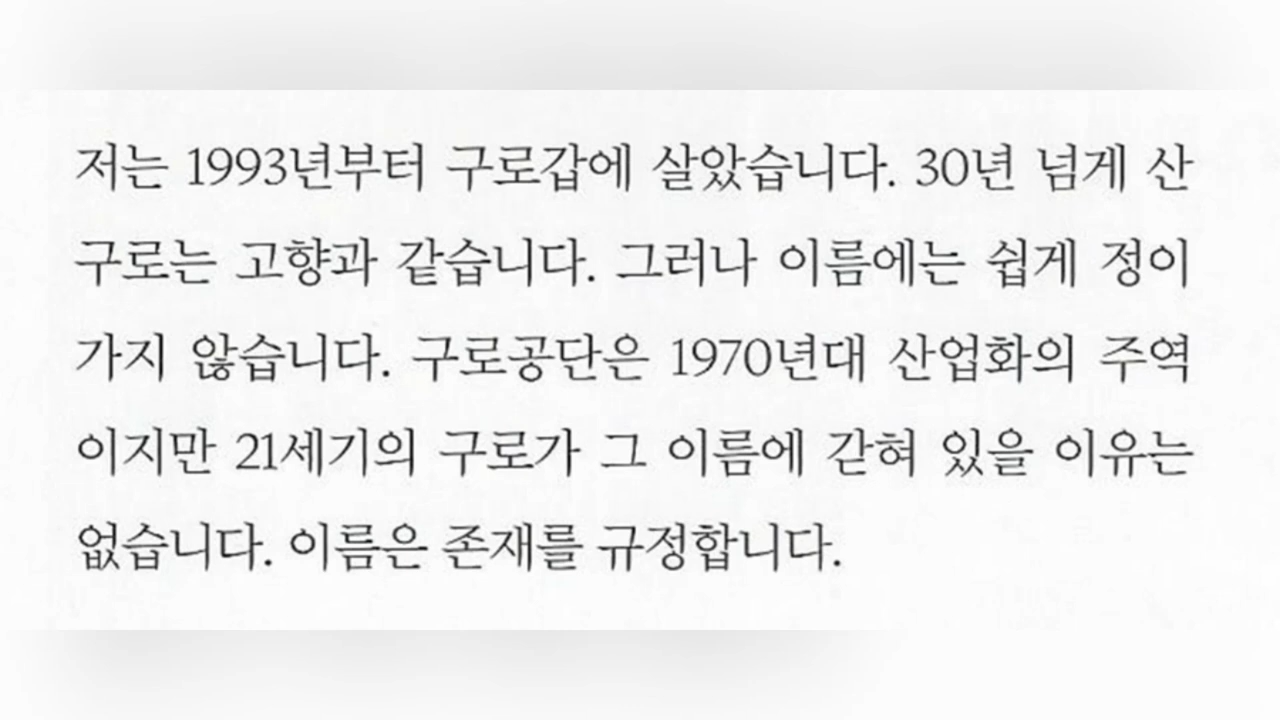 저는 1993년부터 구로갑에 살았습니다. 30년 넘게 산
구로는 고향과 같습니다. 그러나 이름에는 쉽게 정이
가지 않습니다. 구로공단은 1970년대 산업화의 주역
이지만 21세기의 구로가 그 이름에 갇혀 있을 이유는
없습니다. 이름은 존재를 규정합니다.